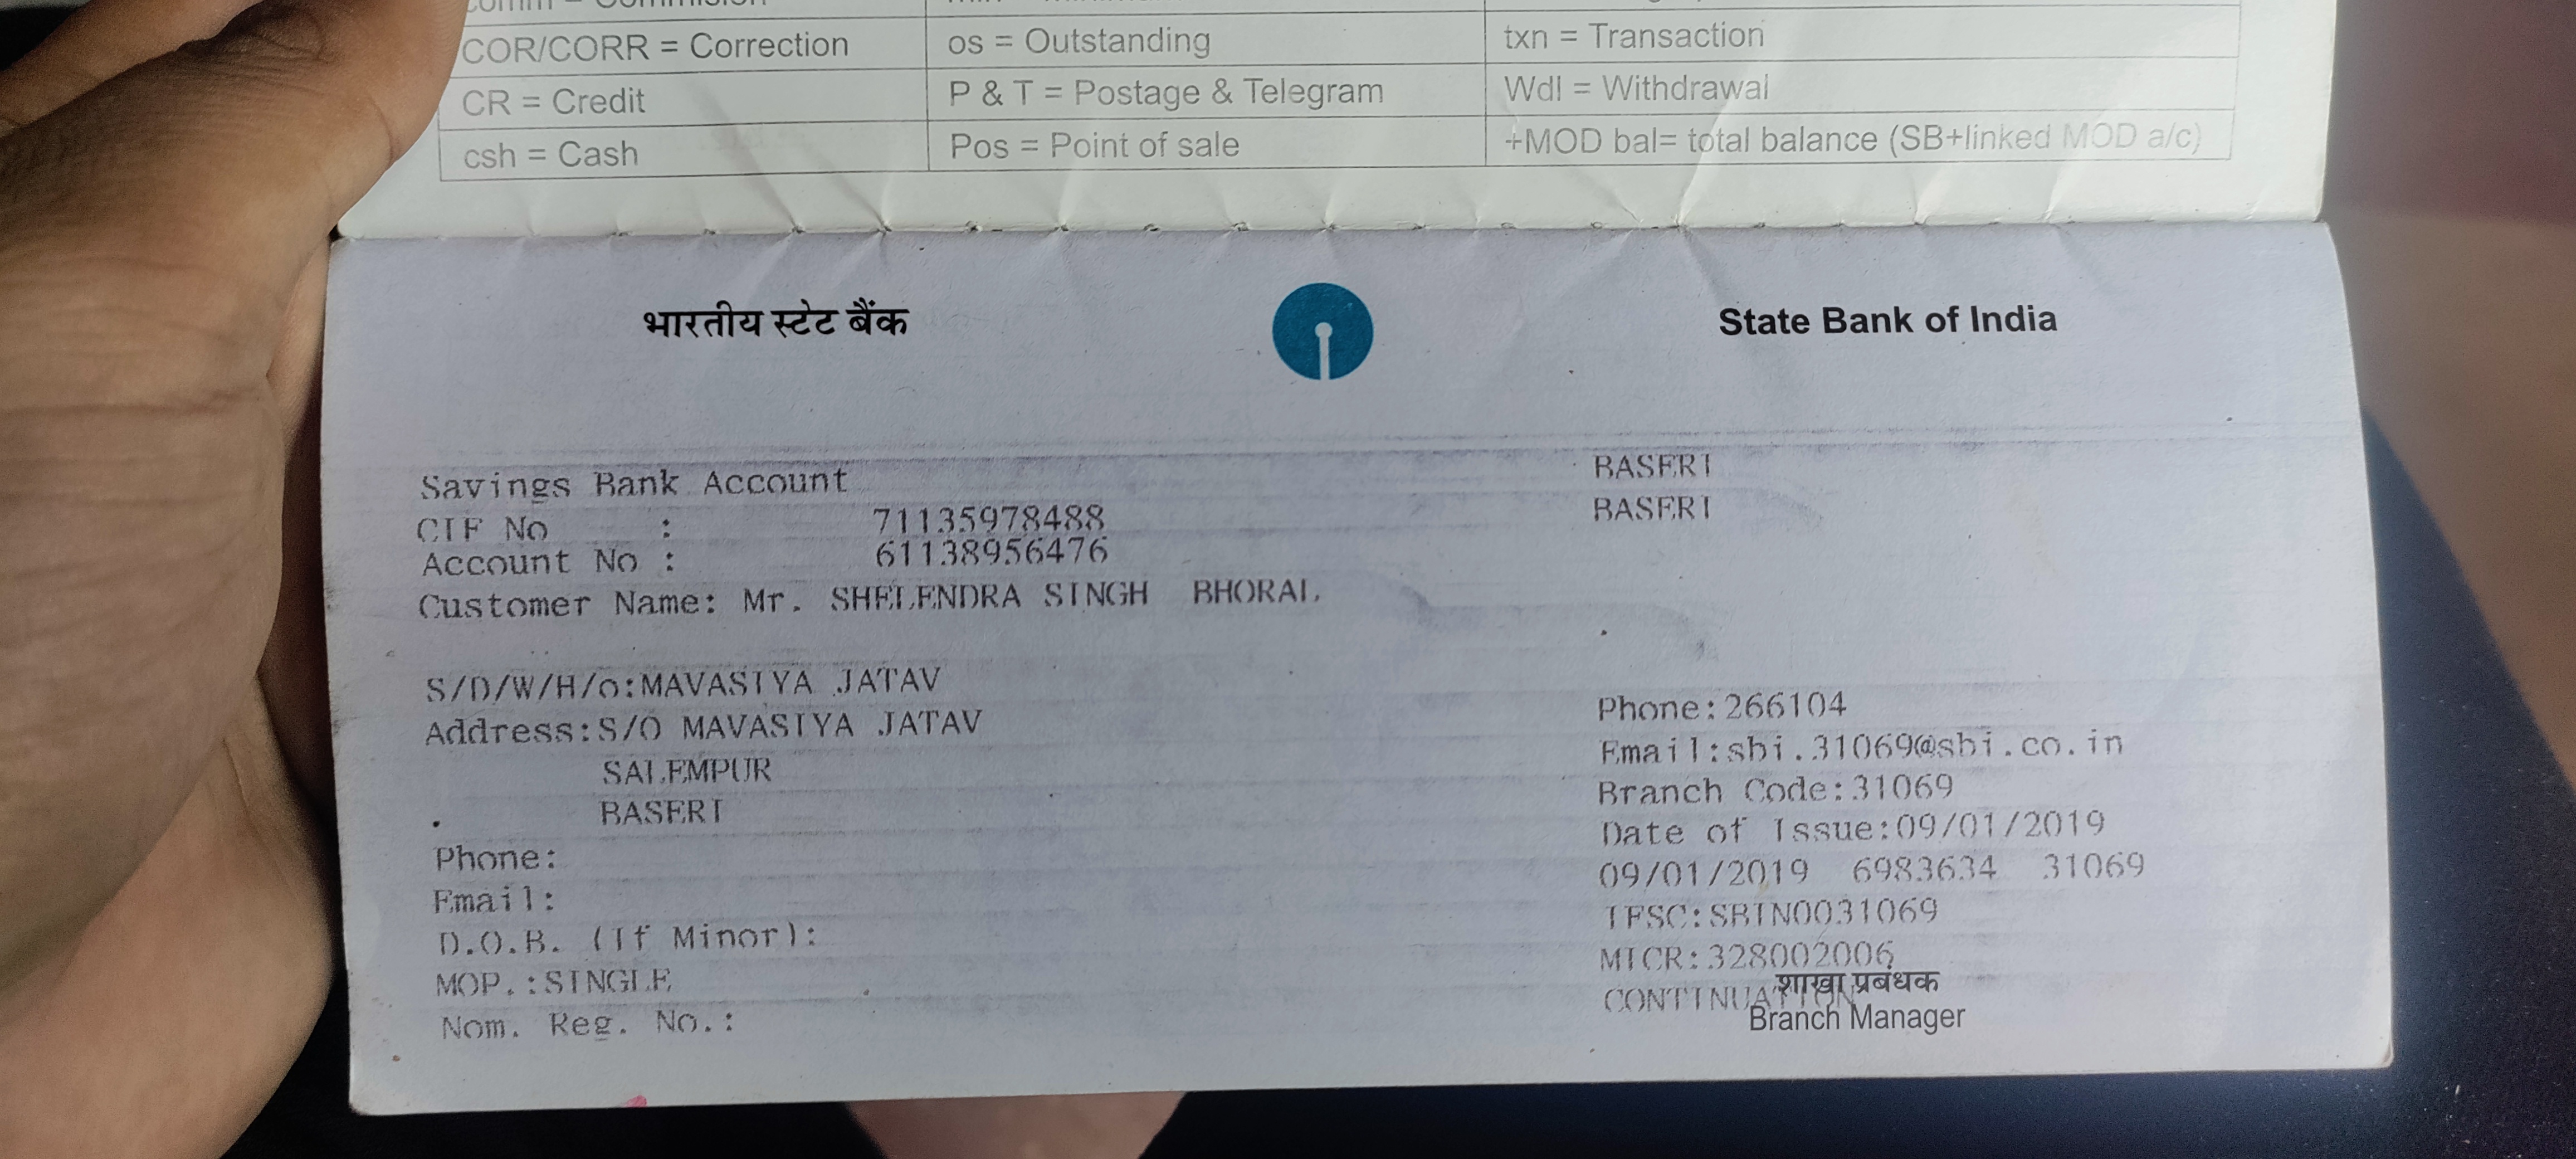 COR/CORR = Correction
os = Outstanding
txn = Transaction
CR = Credit
P & T = Postage & Telegram
Wdl = Withdrawal
csh = Cash
Pos = Point of sale
+MOD bal= total balance (SB+linked MOD a/c)
भारतीय स्टेट बैंक
State Bank of India
Savings Bank Account
CIF No :
71135978488
Account No :
61138956476
Customer Name: Mr. SHELENDRA SINGH BHORAL
S/D/W/H/o:MAVASIYA JATAV
Address:S/O MAVASIYA JATAV
SALEMPUR
BASERI
Phone:
Email:
D.O.B. (If Minor):
MOP.:SINGLE
Nom. Reg. No.:
BASERI
BASERI
Phone:266104
Email:sbi.31069@sbi.co.in
Branch Code:31069
Date of Issue:09/01/2019
09/01/2019 6983634 31069
IFSC:SBIN0031069
MICR:328002006
CONTINUATION
शाखा प्रबंधक
Branch Manager